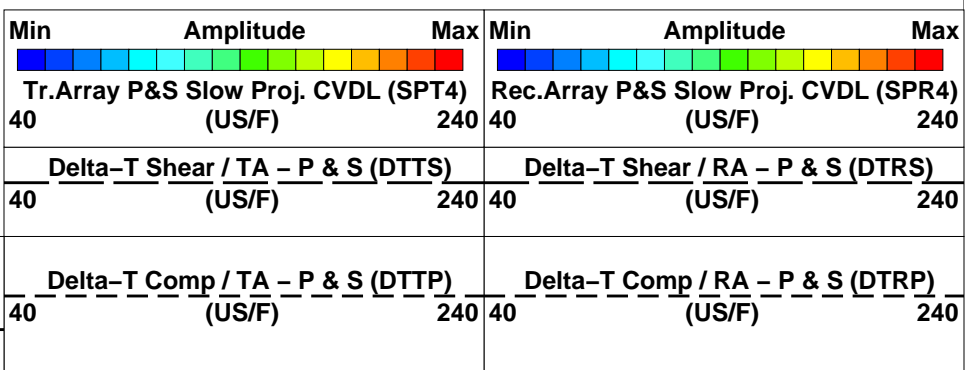 Min Amplitude Max
Tr.Array P&S Slow Proj. CVDL (SPT4)
40 (US/F) 240
Delta−T Shear / TA − P & S (DTTS)
40 (US/F) 240
Delta−T Comp / TA − P & S (DTTP)
40 (US/F) 240
Min Amplitude Max
Rec.Array P&S Slow Proj. CVDL (SPR4)
40 (US/F) 240
Delta−T Shear / RA − P & S (DTRS)
40 (US/F) 240
Delta−T Comp / RA − P & S (DTRP)
40 (US/F) 240